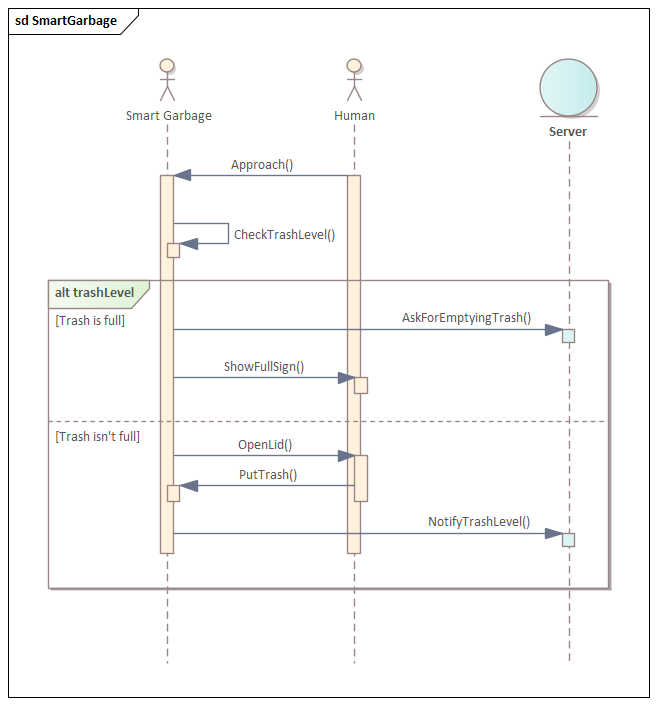 sd SmartGarbage
Smart Garbage
Human
Server
Approach()
CheckTrashLevel()
alt trashLevel
[Trash is full]
AskForEmptyingTrash()
ShowFullSign()
[Trash isn't full]
OpenLid()
PutTrash()
NotifyTrashLevel()